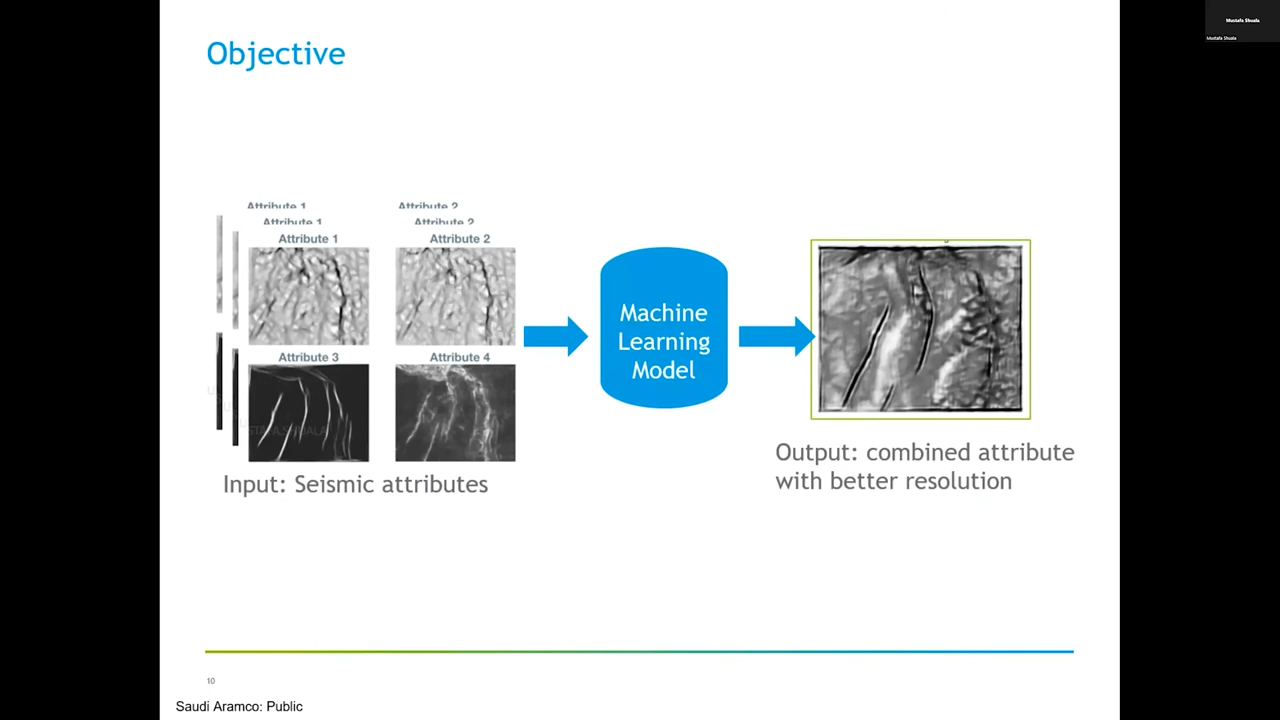 Mustafa Shuala
Mustafa Shuala
Objective
Attribute 1 Attribute 2
Attribute 1 Attribute 2
Attribute 1 Attribute 2
Attribute 3 Attribute 4
Machine
Learning
Model
Input: Seismic attributes
Output: combined attribute
with better resolution
10
Saudi Aramco: Public